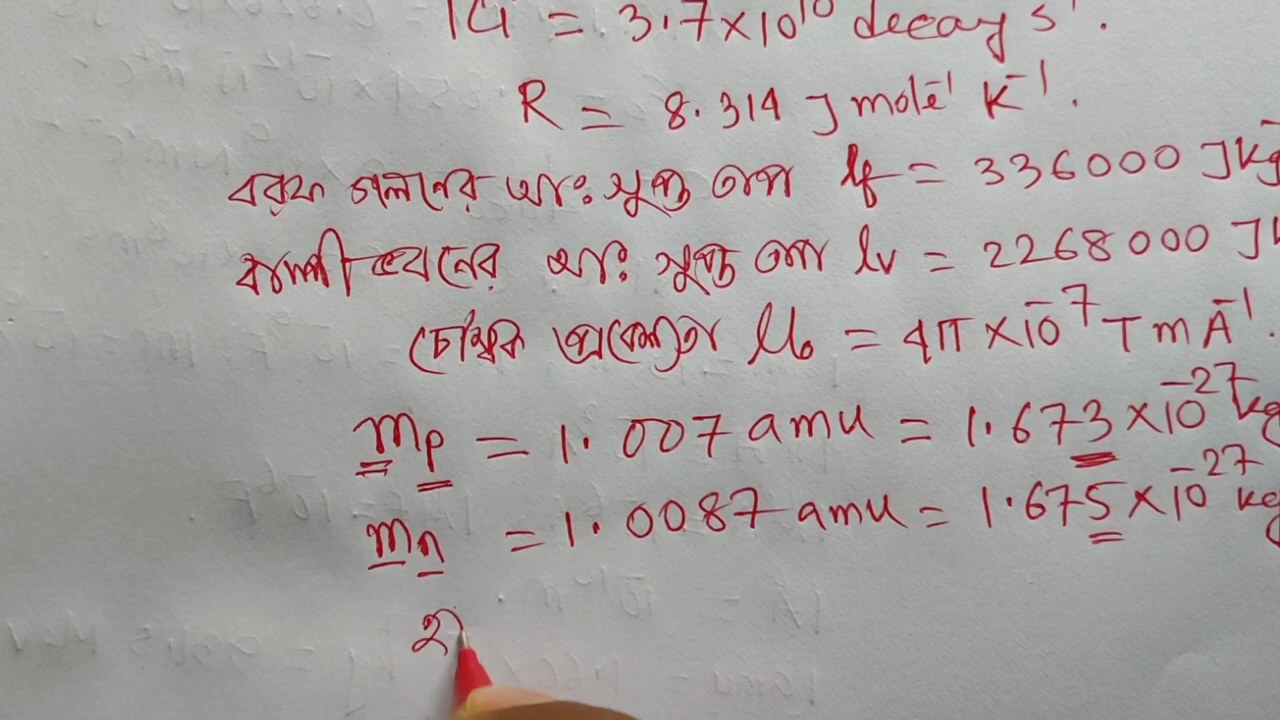 1Ci = 3.7×10¹⁰ decay s⁻¹.
R = 8.314 J mole⁻¹ K⁻¹.
বরফ গলনের আঃ সুপ্ত তাপ lf = 336000 JKg
বাষ্পীভবনের আঃ সুপ্ত তাপ lv = 2268000 J
চৌম্বক প্রবেশ্যতা μ₀ = 4π×10⁻⁷ T m A⁻¹.
mp = 1.007 amu = 1.673×10⁻²⁷ kg
mn = 1.0087 amu = 1.675×10⁻²⁷ kg